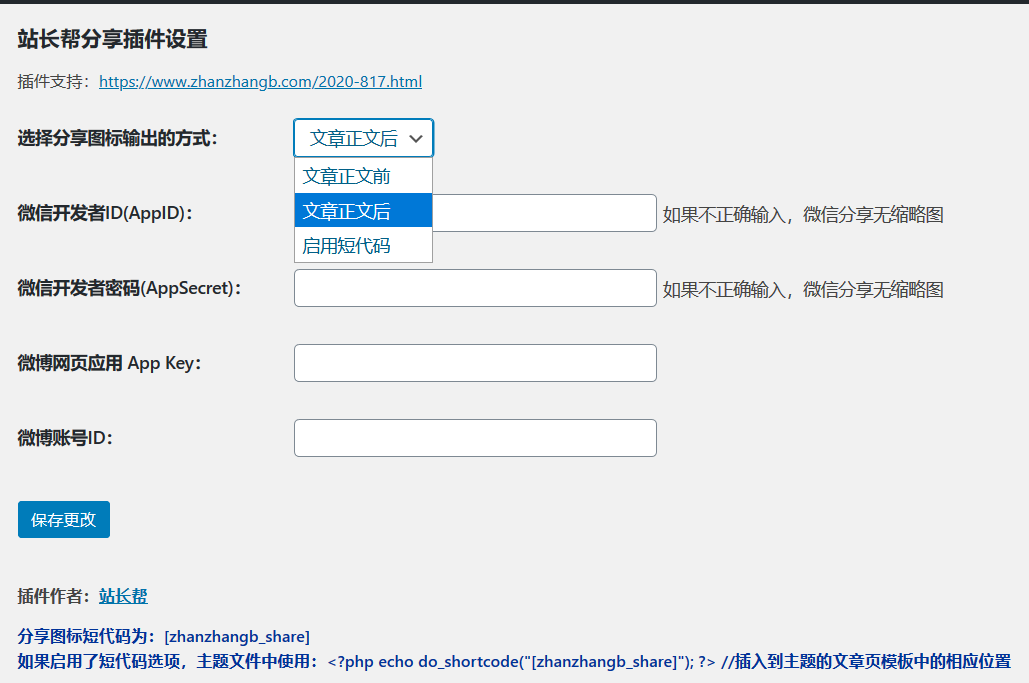 站长帮分享插件设置
插件支持：https://www.zhanzhangb.com/2020-817.html
选择分享图标输出的方式：
文章正文后
文章正文前
文章正文后
启用短代码
微信开发者ID(AppID)：
如果不正确输入，微信分享无缩略图
微信开发者密码(AppSecret)：
如果不正确输入，微信分享无缩略图
微博网页应用 App Key：
微博账号ID：
保存更改
插件作者：站长帮
分享图标短代码为：[zhanzhangb_share]
如果启用了短代码选项，主题文件中使用：<?php echo do_shortcode("[zhanzhangb_share]"); ?> //插入到主题的文章页模板中的相应位置